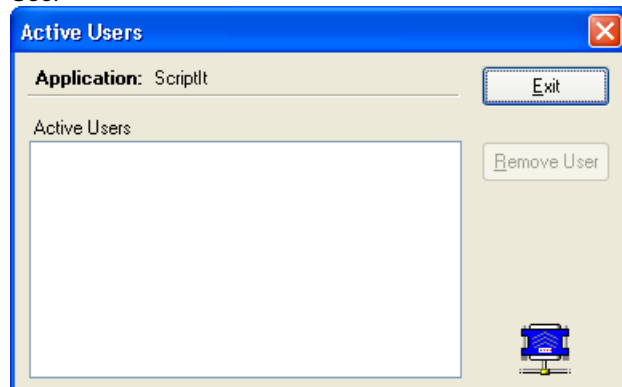 Active Users
Application: ScriptIt
Exit
Active Users
Remove User